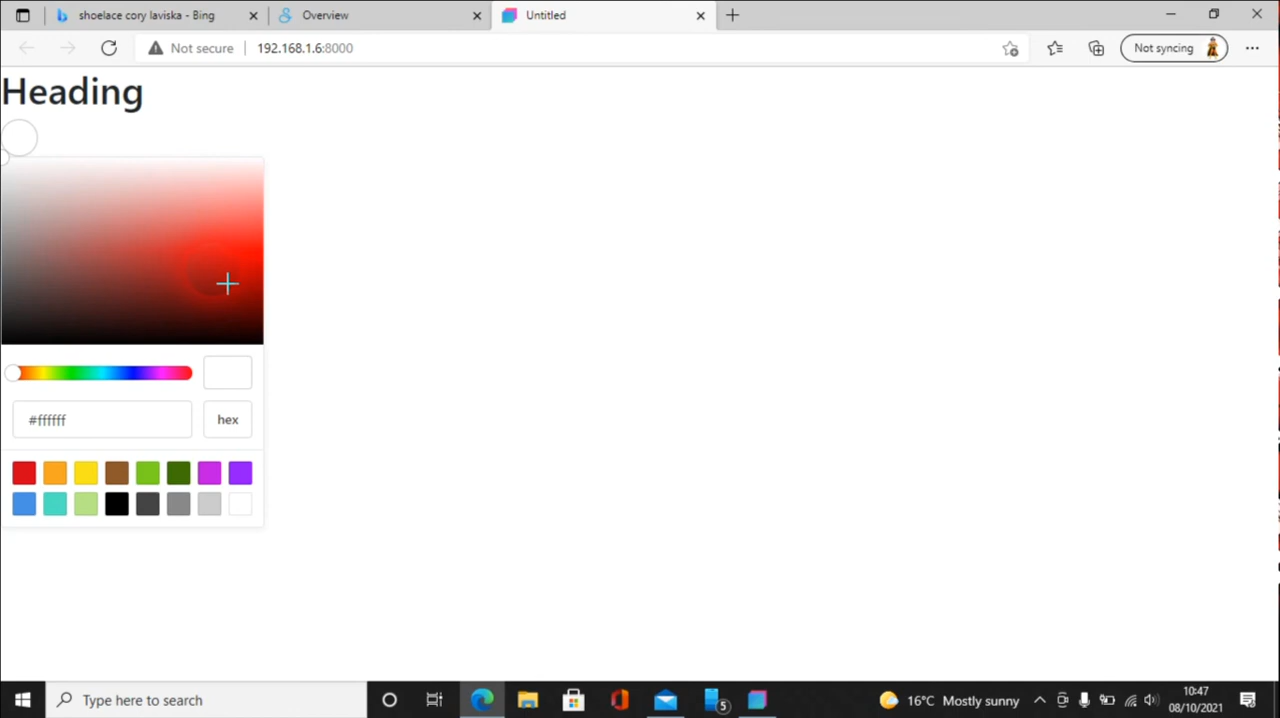 shoelace cory laviska - Bing
Overview
Untitled
Not secure
192.168.1.6:8000
Not syncing
Heading
#ffffff
hex
Type here to search
5
16°C Mostly sunny
10:47
08/10/2021